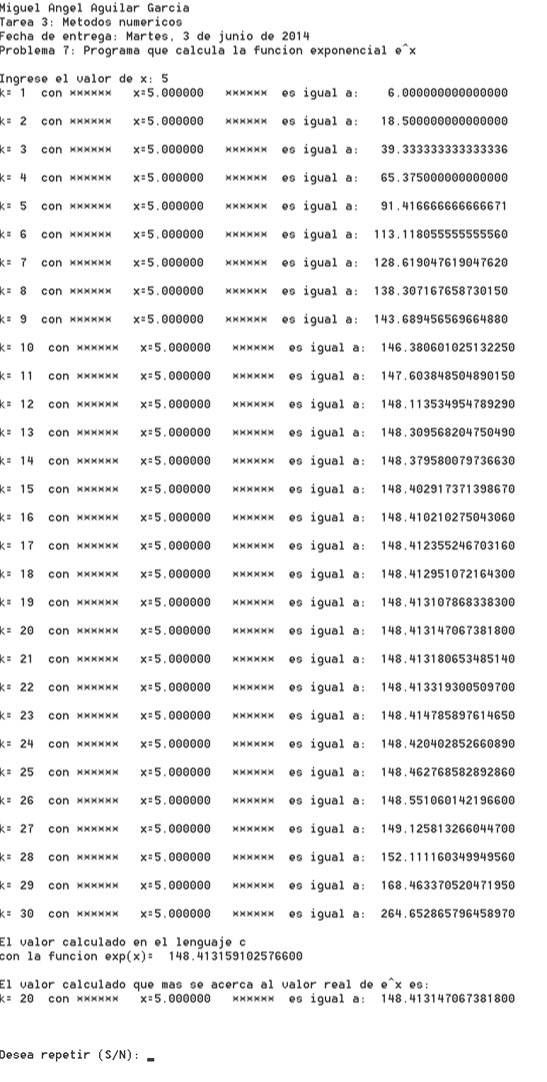 Miguel Angel Aguilar Garcia
Tarea 3: Metodos numericos
Fecha de entrega: Martes, 3 de junio de 2014
Problema 7: Programa que calcula la funcion exponencial e^x
Ingrese el valor de x: 5
k= 1 con ****** x=5.000000 ****** es igual a: 6.000000000000000
k= 2 con ****** x=5.000000 ****** es igual a: 18.500000000000000
k= 3 con ****** x=5.000000 ****** es igual a: 39.333333333333336
k= 4 con ****** x=5.000000 ****** es igual a: 65.375000000000000
k= 5 con ****** x=5.000000 ****** es igual a: 91.416666666666671
k= 6 con ****** x=5.000000 ****** es igual a: 113.118055555555560
k= 7 con ****** x=5.000000 ****** es igual a: 128.619047619047620
k= 8 con ****** x=5.000000 ****** es igual a: 138.307167658730150
k= 9 con ****** x=5.000000 ****** es igual a: 143.689456569664880
k= 10 con ****** x=5.000000 ****** es igual a: 146.380601025132250
k= 11 con ****** x=5.000000 ****** es igual a: 147.603848504890150
k= 12 con ****** x=5.000000 ****** es igual a: 148.113534954789290
k= 13 con ****** x=5.000000 ****** es igual a: 148.309568204750490
k= 14 con ****** x=5.000000 ****** es igual a: 148.379580079736630
k= 15 con ****** x=5.000000 ****** es igual a: 148.402917371398670
k= 16 con ****** x=5.000000 ****** es igual a: 148.410210275043060
k= 17 con ****** x=5.000000 ****** es igual a: 148.412355246703160
k= 18 con ****** x=5.000000 ****** es igual a: 148.412951072164300
k= 19 con ****** x=5.000000 ****** es igual a: 148.413107868338300
k= 20 con ****** x=5.000000 ****** es igual a: 148.413147067381800
k= 21 con ****** x=5.000000 ****** es igual a: 148.413180653485140
k= 22 con ****** x=5.000000 ****** es igual a: 148.413319300509700
k= 23 con ****** x=5.000000 ****** es igual a: 148.414785897614650
k= 24 con ****** x=5.000000 ****** es igual a: 148.420402852660890
k= 25 con ****** x=5.000000 ****** es igual a: 148.462768582892860
k= 26 con ****** x=5.000000 ****** es igual a: 148.551060142196600
k= 27 con ****** x=5.000000 ****** es igual a: 149.125813266044700
k= 28 con ****** x=5.000000 ****** es igual a: 152.111160349949560
k= 29 con ****** x=5.000000 ****** es igual a: 168.463370520471950
k= 30 con ****** x=5.000000 ****** es igual a: 264.652865796458970
El valor calculado en el lenguaje c
con la funcion exp(x)= 148.413159102576600
El valor calculado que mas se acerca al valor real de e^x es:
k= 20 con ****** x=5.000000 ****** es igual a: 148.413147067381800
Desea repetir (S/N): _